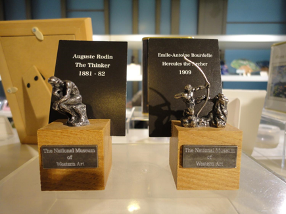 Auguste Rodin
The Thinker
1881 - 82
Emile-Antoine Bourdelle
Hercules the Archer
1909
The National Museum
of
Western Art
The National Museum
of
Western Art